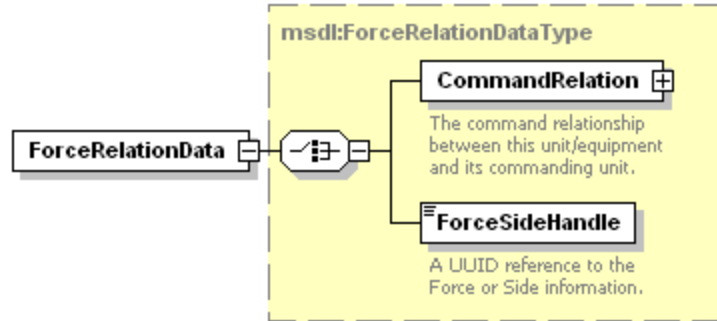 msdl:ForceRelationDataType
CommandRelation
The command relationship
between this unit/equipment
and its commanding unit.
ForceRelationData
ForceSideHandle
A UUID reference to the
Force or Side information.